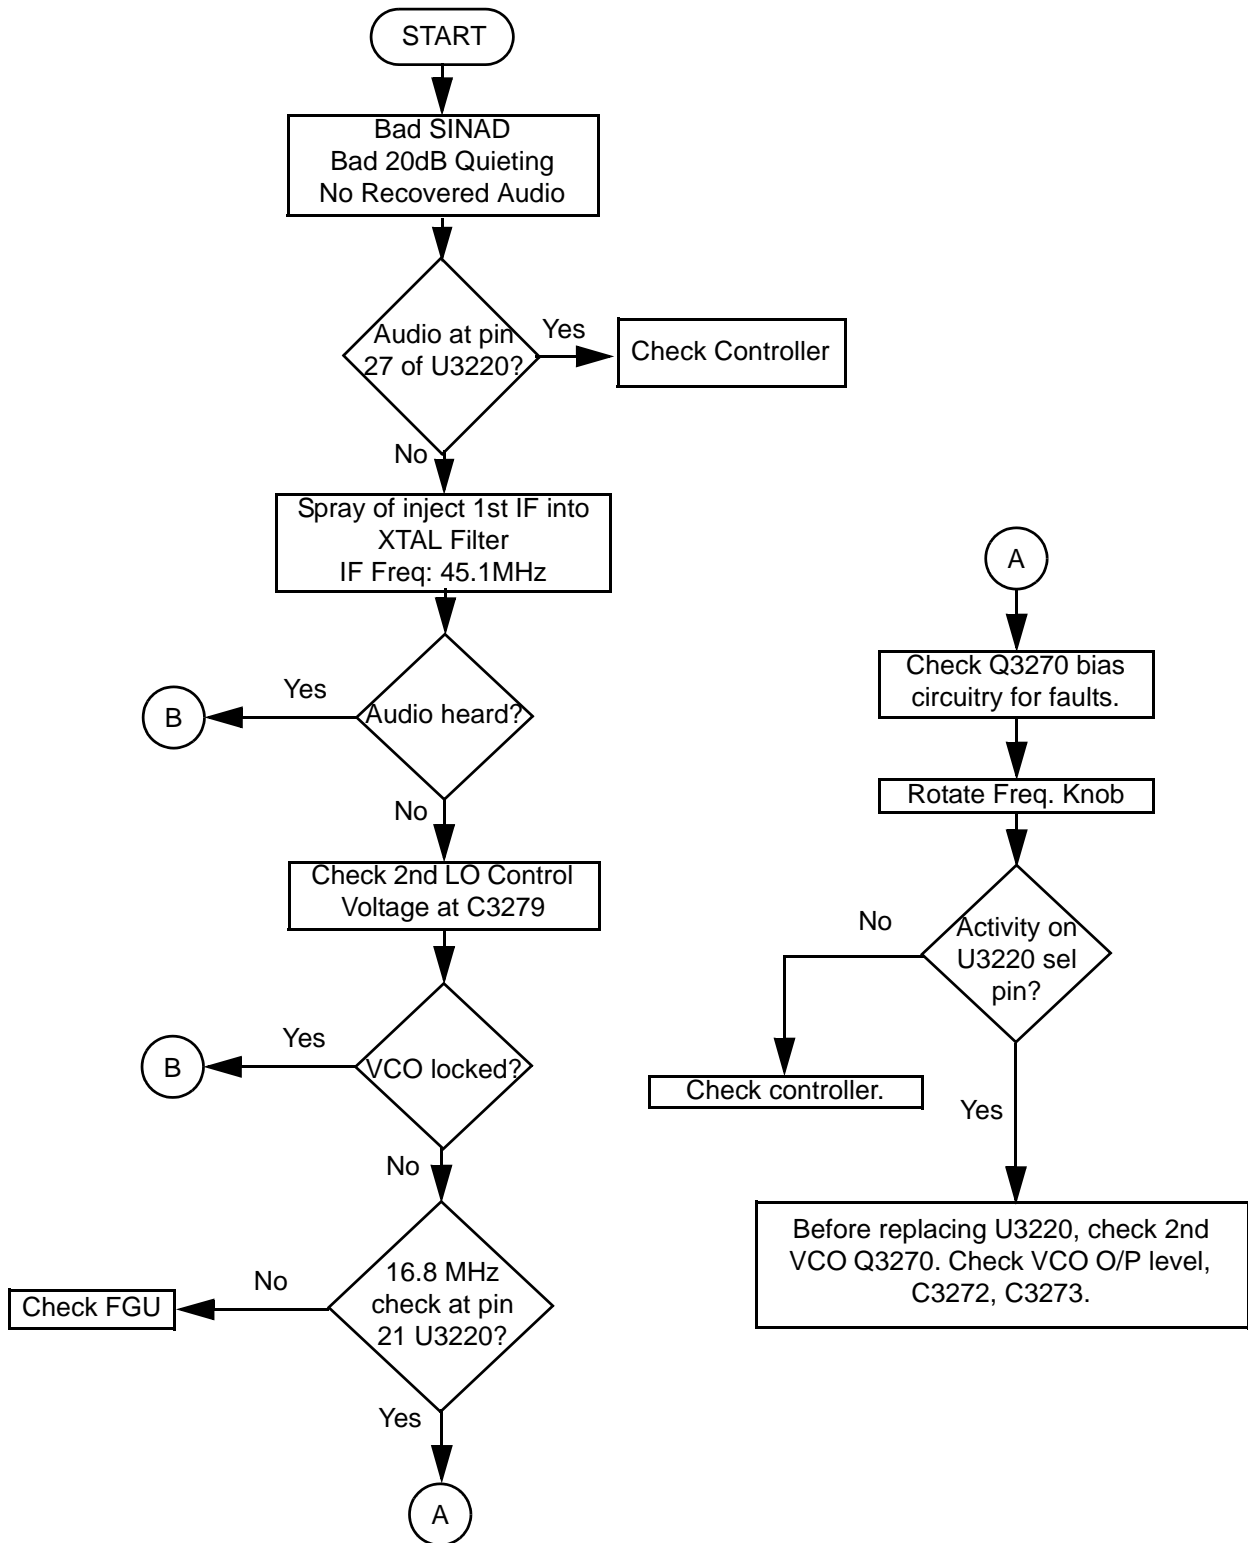 START
Bad SINAD
Bad 20dB Quieting
No Recovered Audio
Audio at pin
27 of U3220?
Yes
Check Controller
No
Spray of inject 1st IF into
XTAL Filter
IF Freq: 45.1MHz
Audio heard?
Yes
B
No
Check 2nd LO Control
Voltage at C3279
VCO locked?
Yes
B
No
16.8 MHz
check at pin
21 U3220?
No
Check FGU
Yes
A
A
Check Q3270 bias
circuitry for faults.
Rotate Freq. Knob
Activity on
U3220 sel
pin?
No
Check controller.
Yes
Before replacing U3220, check 2nd
VCO Q3270. Check VCO O/P level,
C3272, C3273.